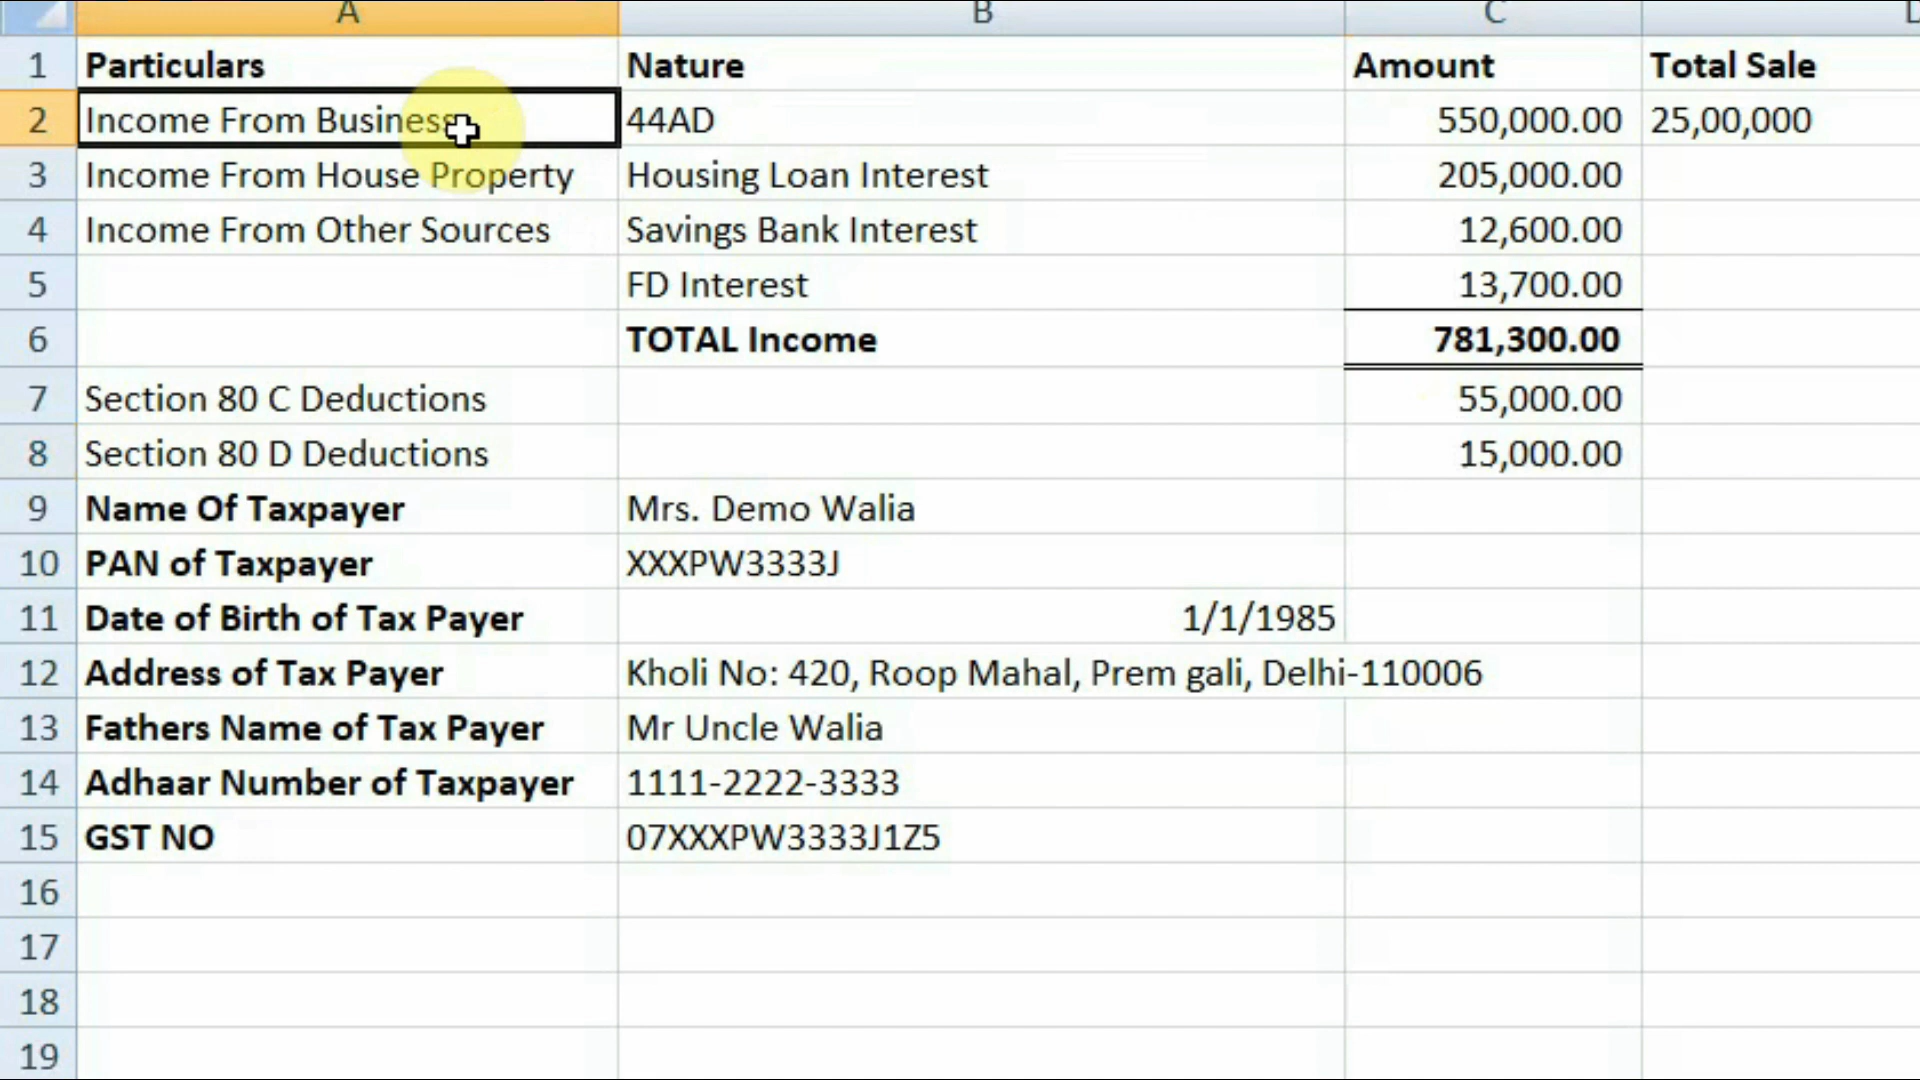 A B C D
1 Particulars Nature Amount Total Sale
2 Income From Business 44AD 550,000.00 25,00,000
3 Income From House Property Housing Loan Interest 205,000.00
4 Income From Other Sources Savings Bank Interest 12,600.00
5 FD Interest 13,700.00
6 TOTAL Income 781,300.00
7 Section 80 C Deductions 55,000.00
8 Section 80 D Deductions 15,000.00
9 Name Of Taxpayer Mrs. Demo Walia
10 PAN of Taxpayer XXXPW3333J
11 Date of Birth of Tax Payer 1/1/1985
12 Address of Tax Payer Kholi No: 420, Roop Mahal, Prem gali, Delhi-110006
13 Fathers Name of Tax Payer Mr Uncle Walia
14 Adhaar Number of Taxpayer 1111-2222-3333
15 GST NO 07XXXPW3333J1Z5
16
17
18
19